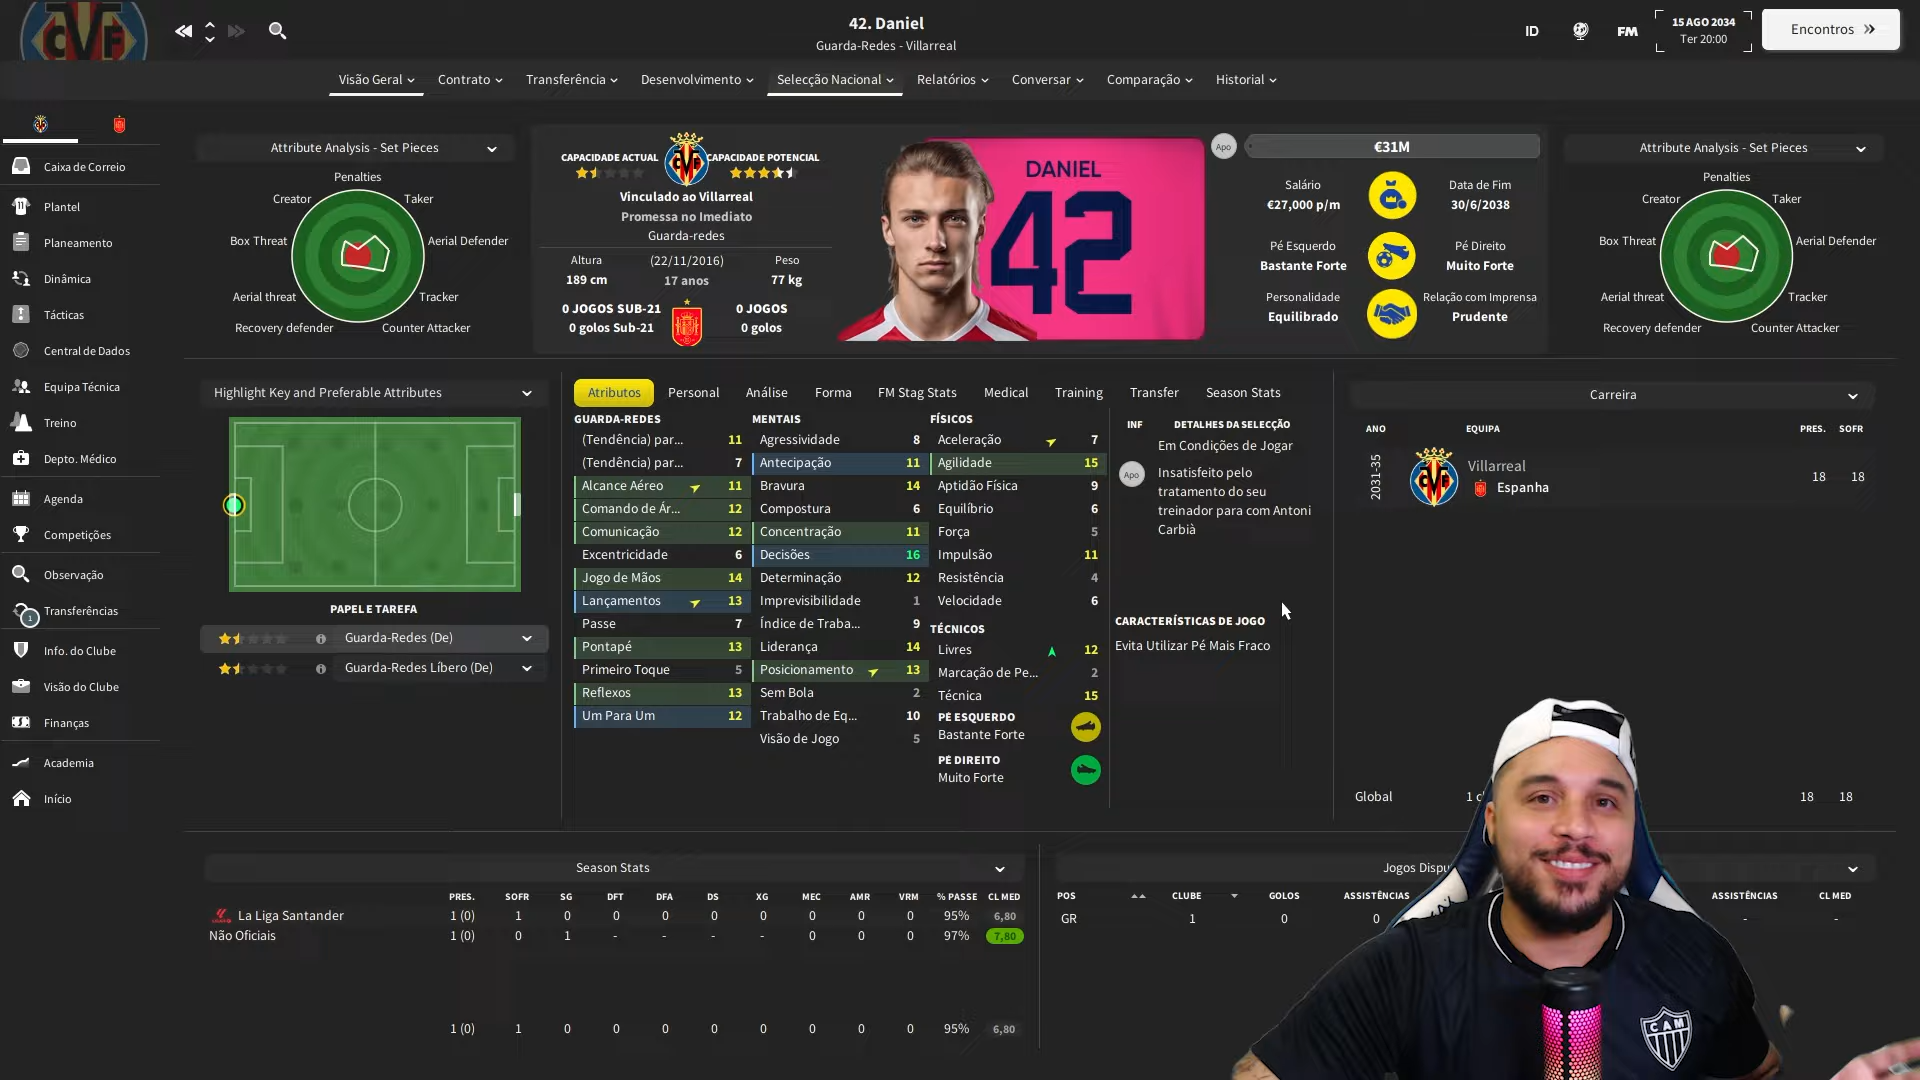 42. Daniel
Guarda-Redes - Villarreal
ID
FM
15 AGO 2034
Ter 20:00
Encontros
Visão Geral
Contrato
Transferência
Desenvolvimento
Selecção Nacional
Relatórios
Conversar
Comparação
Historial
Caixa de Correio
Plantel
Planeamento
Dinâmica
Tácticas
Central de Dados
Equipa Técnica
Treino
Depto. Médico
Agenda
Competições
Observação
Transferências
1
Info. do Clube
Visão do Clube
Finanças
Academia
Início
Attribute Analysis - Set Pieces
Penalties
Creator
Taker
Box Threat
Aerial Defender
Aerial threat
Tracker
Recovery defender
Counter Attacker
CAPACIDADE ACTUAL
CAPACIDADE POTENCIAL
Vinculado ao Villarreal
Promessa no Imediato
Guarda-redes
Altura
(22/11/2016)
Peso
189 cm
17 anos
77 kg
0 JOGOS SUB-21
0 JOGOS
0 golos Sub-21
0 golos
DANIEL
42
Apo
€31M
Salário
Data de Fim
€27,000 p/m
30/6/2038
Pé Esquerdo
Pé Direito
Bastante Forte
Muito Forte
Personalidade
Relação com Imprensa
Equilibrado
Prudente
Attribute Analysis - Set Pieces
Penalties
Creator
Taker
Box Threat
Aerial Defender
Aerial threat
Tracker
Recovery defender
Counter Attacker
Highlight Key and Preferable Attributes
PAPEL E TAREFA
Guarda-Redes (De)
Guarda-Redes Líbero (De)
Atributos
Personal
Análise
Forma
FM Stag Stats
Medical
Training
Transfer
Season Stats
GUARDA-REDES
(Tendência) par... 11
(Tendência) par... 7
Alcance Aéreo 11
Comando de Ár... 12
Comunicação 12
Excentricidade 6
Jogo de Mãos 14
Lançamentos 13
Passe 7
Pontapé 13
Primeiro Toque 5
Reflexos 13
Um Para Um 12
MENTAIS
Agressividade 8
Antecipação 11
Bravura 14
Compostura 6
Concentração 11
Decisões 16
Determinação 12
Imprevisibilidade 1
Índice de Traba... 9
Liderança 14
Posicionamento 13
Sem Bola 2
Trabalho de Eq... 10
Visão de Jogo 5
FÍSICOS
Aceleração 7
Agilidade 15
Aptidão Física 9
Equilíbrio 6
Força 5
Impulsão 11
Resistência 4
Velocidade 6
TÉCNICOS
Livres 12
Marcação de Pe... 2
Técnica 15
PÉ ESQUERDO
Bastante Forte
PÉ DIREITO
Muito Forte
INF
DETALHES DA SELECÇÃO
Em Condições de Jogar
Apo
Insatisfeito pelo
tratamento do seu
treinador para com Antoni
Carbià
CARACTERÍSTICAS DE JOGO
Evita Utilizar Pé Mais Fraco
Carreira
ANO
EQUIPA
PRES.
SOFR
2031-35
Villarreal
Espanha
18
18
Global
18
18
Season Stats
PRES. SOFR SG DFT DFA DS XG MEC AMR VRM % PASSE CL MED
La Liga Santander 1 (0) 1 0 0 0 0 0 0 0 0 95% 6,80
Não Oficiais 1 (0) 0 1 - - - - 0 0 0 97% 7,80
1 (0) 1 0 0 0 0 0 0 0 0 95% 6,80
Jogos Dispu
POS CLUBE GOLOS ASSISTÊNCIAS
GR 1 0 0
ASSISTÊNCIAS CL MED
- -
CAM